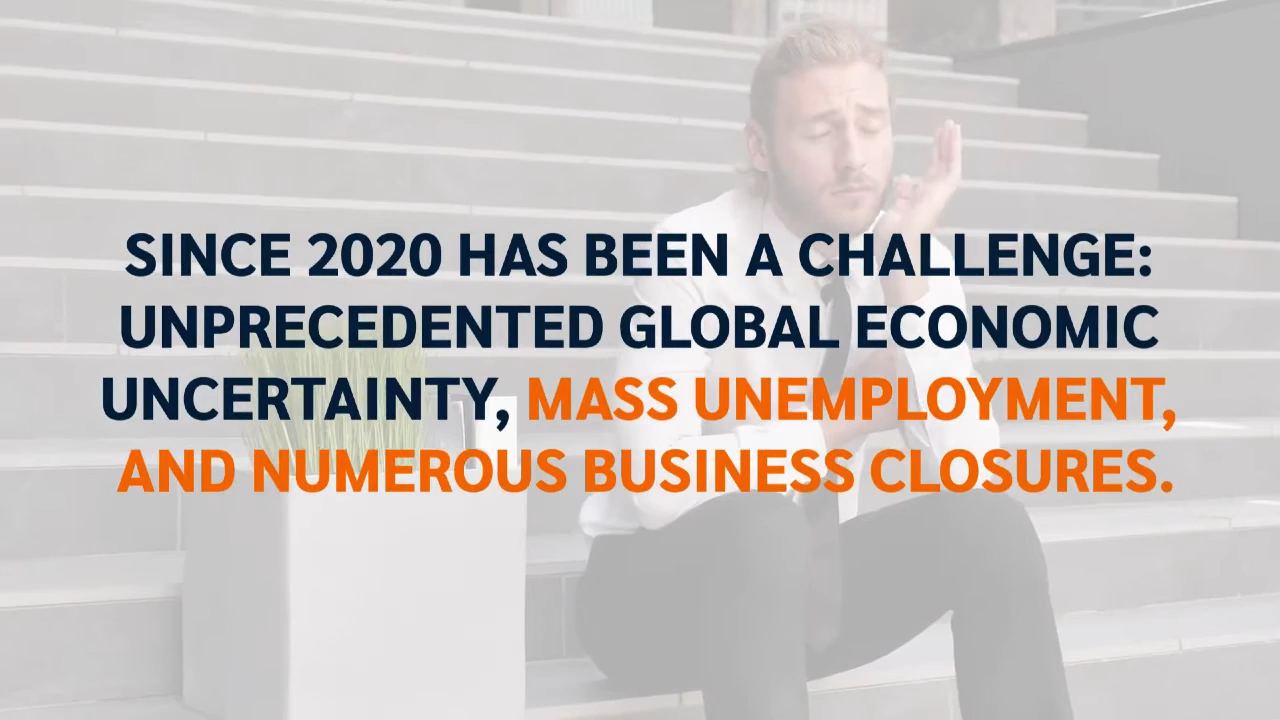 SINCE 2020 HAS BEEN A CHALLENGE:
UNPRECEDENTED GLOBAL ECONOMIC
UNCERTAINTY, MASS UNEMPLOYMENT,
AND NUMEROUS BUSINESS CLOSURES.